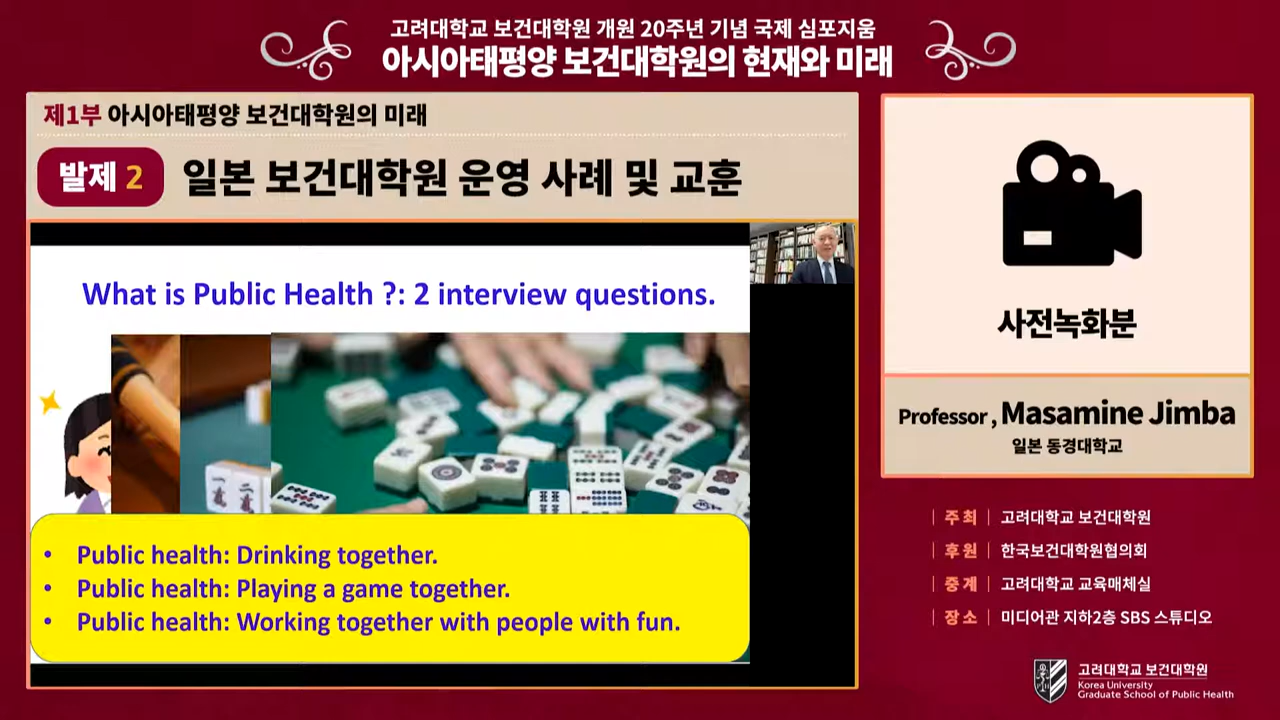 고려대학교 보건대학원 개원 20주년 기념 국제 심포지움
아시아태평양 보건대학원의 현재와 미래
제1부 아시아태평양 보건대학원의 미래
발제 2 일본 보건대학원 운영 사례 및 교훈
What is Public Health ?: 2 interview questions.
• Public health: Drinking together.
• Public health: Playing a game together.
• Public health: Working together with people with fun.
사전녹화분
Professor , Masamine Jimba
일본 동경대학교
| 주 최 | 고려대학교 보건대학원
| 후 원 | 한국보건대학원협의회
| 중 계 | 고려대학교 교육매체실
| 장 소 | 미디어관 지하2층 SBS 스튜디오
고려대학교 보건대학원
Korea University
Graduate School of Public Health